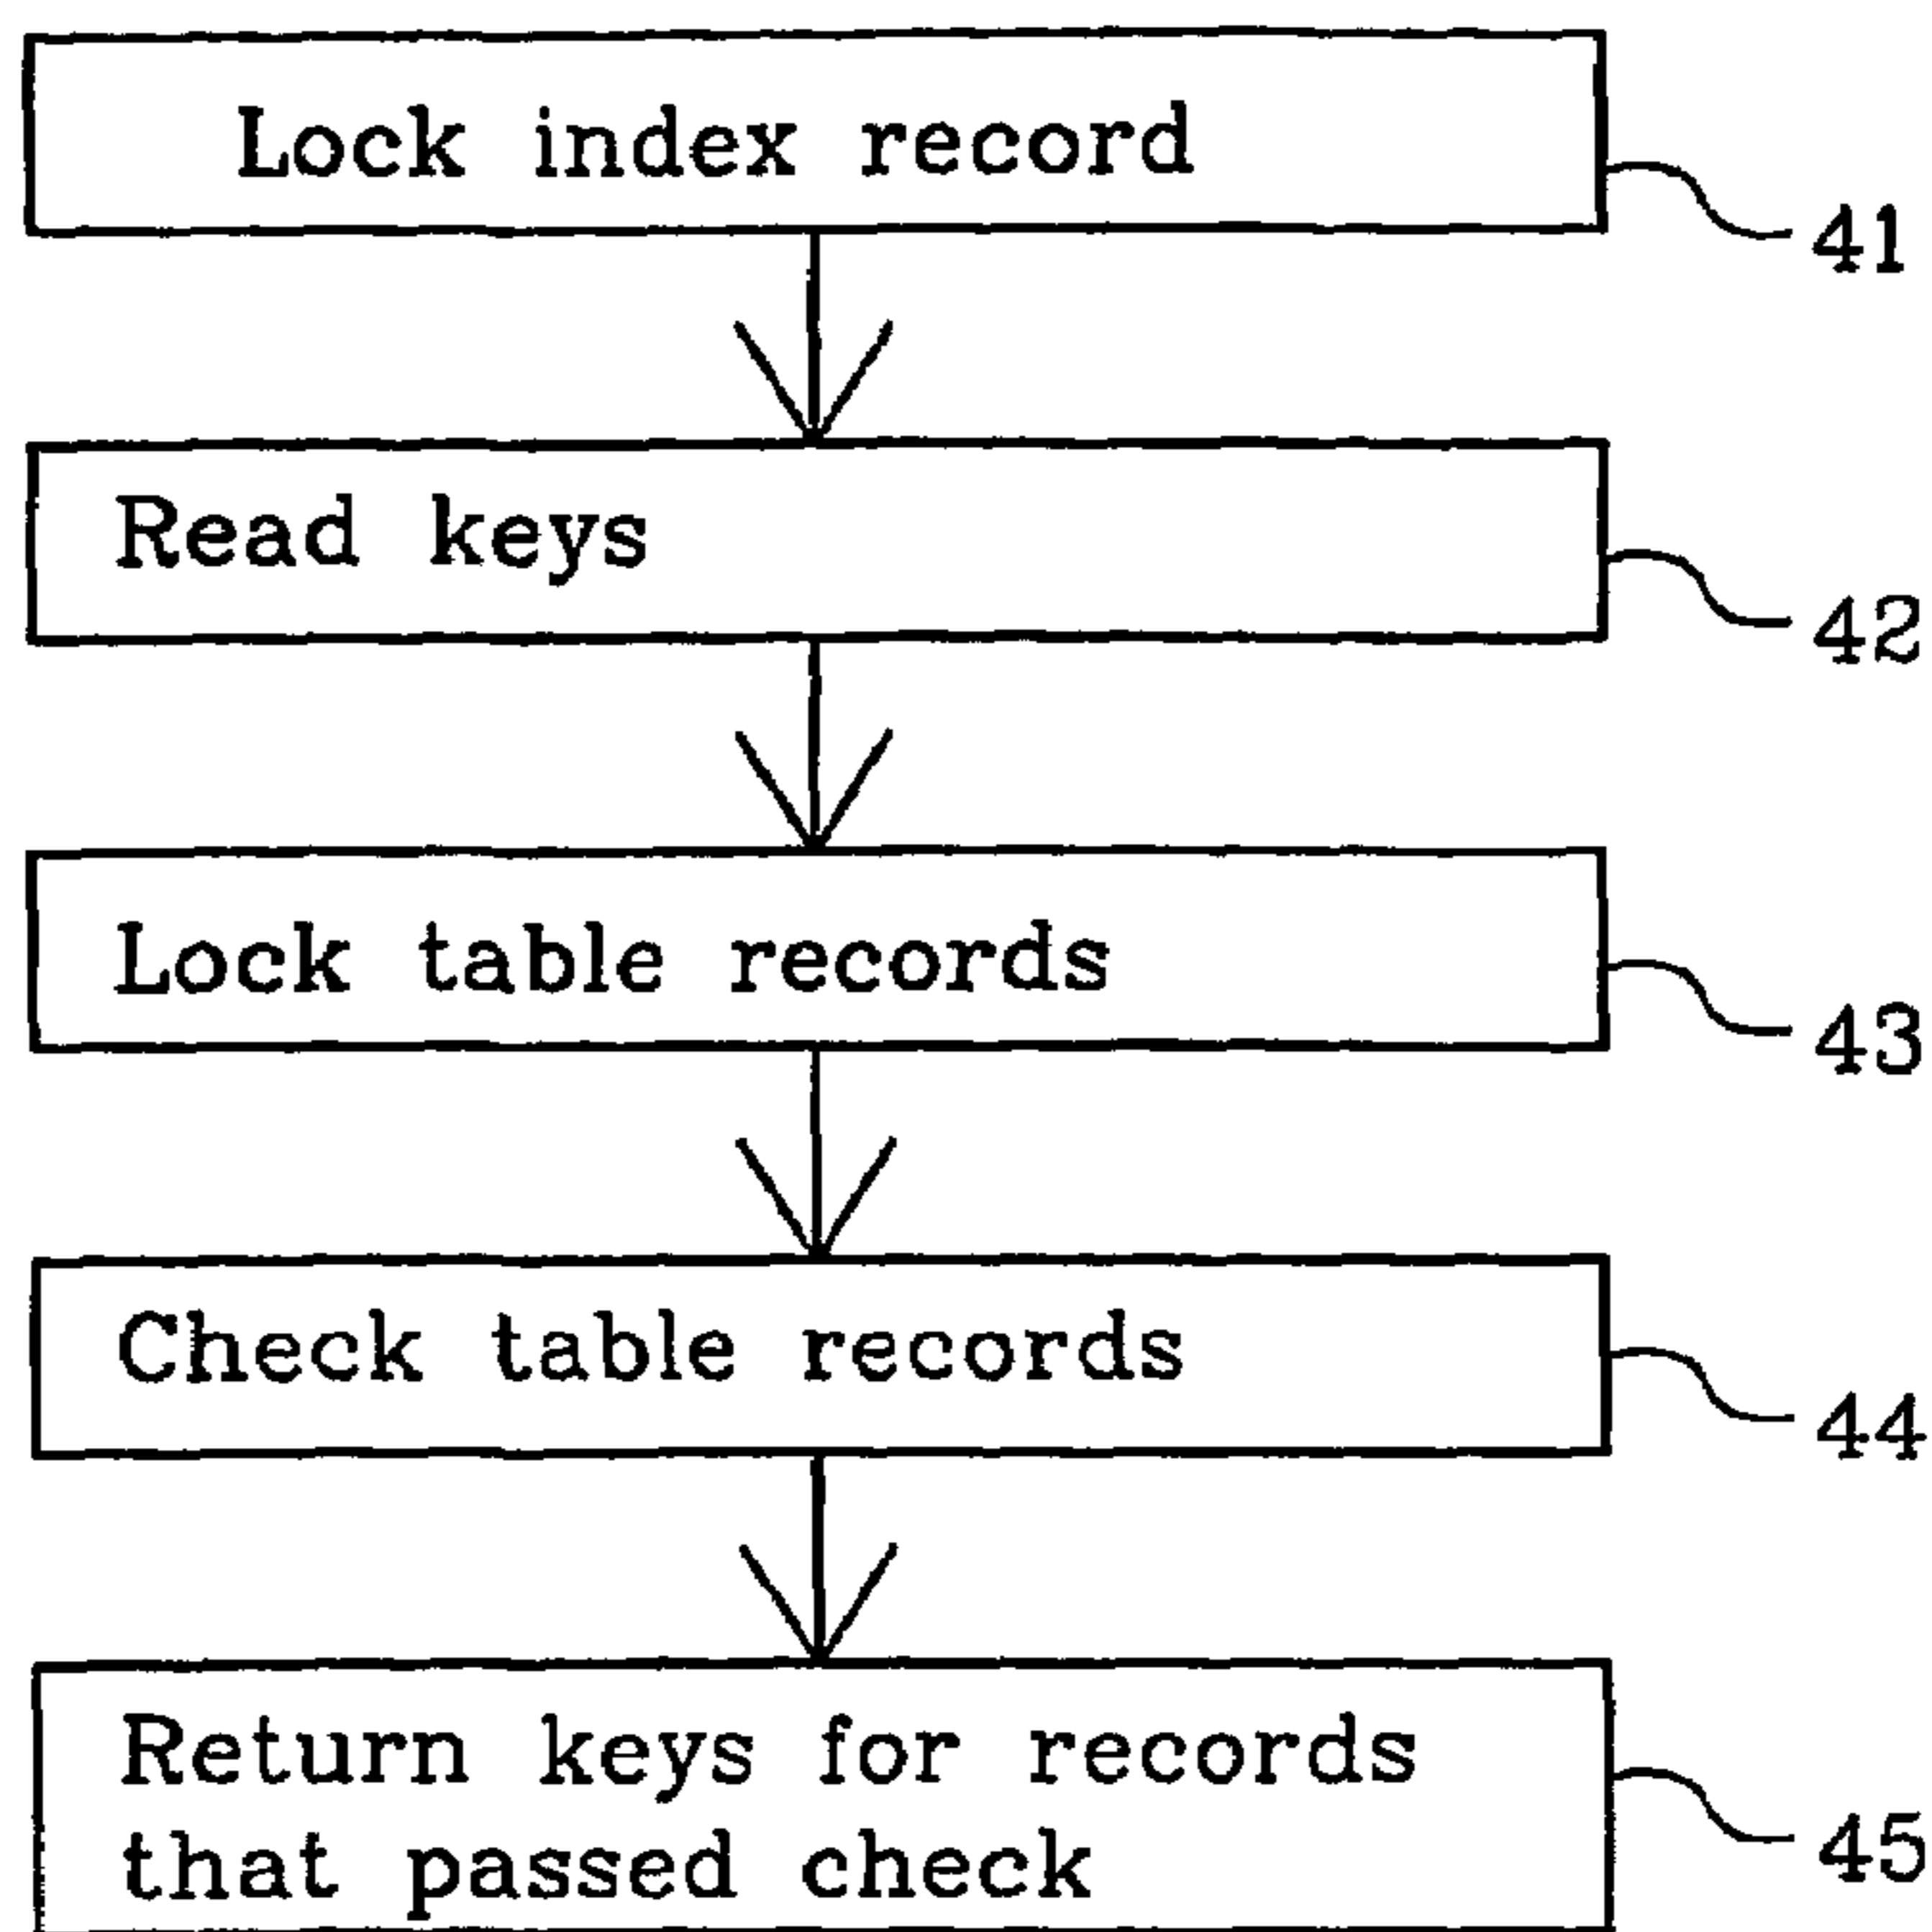 Lock index record
41
Read keys
42
Lock table records
43
Check table records
44
Return keys for records
that passed check
45